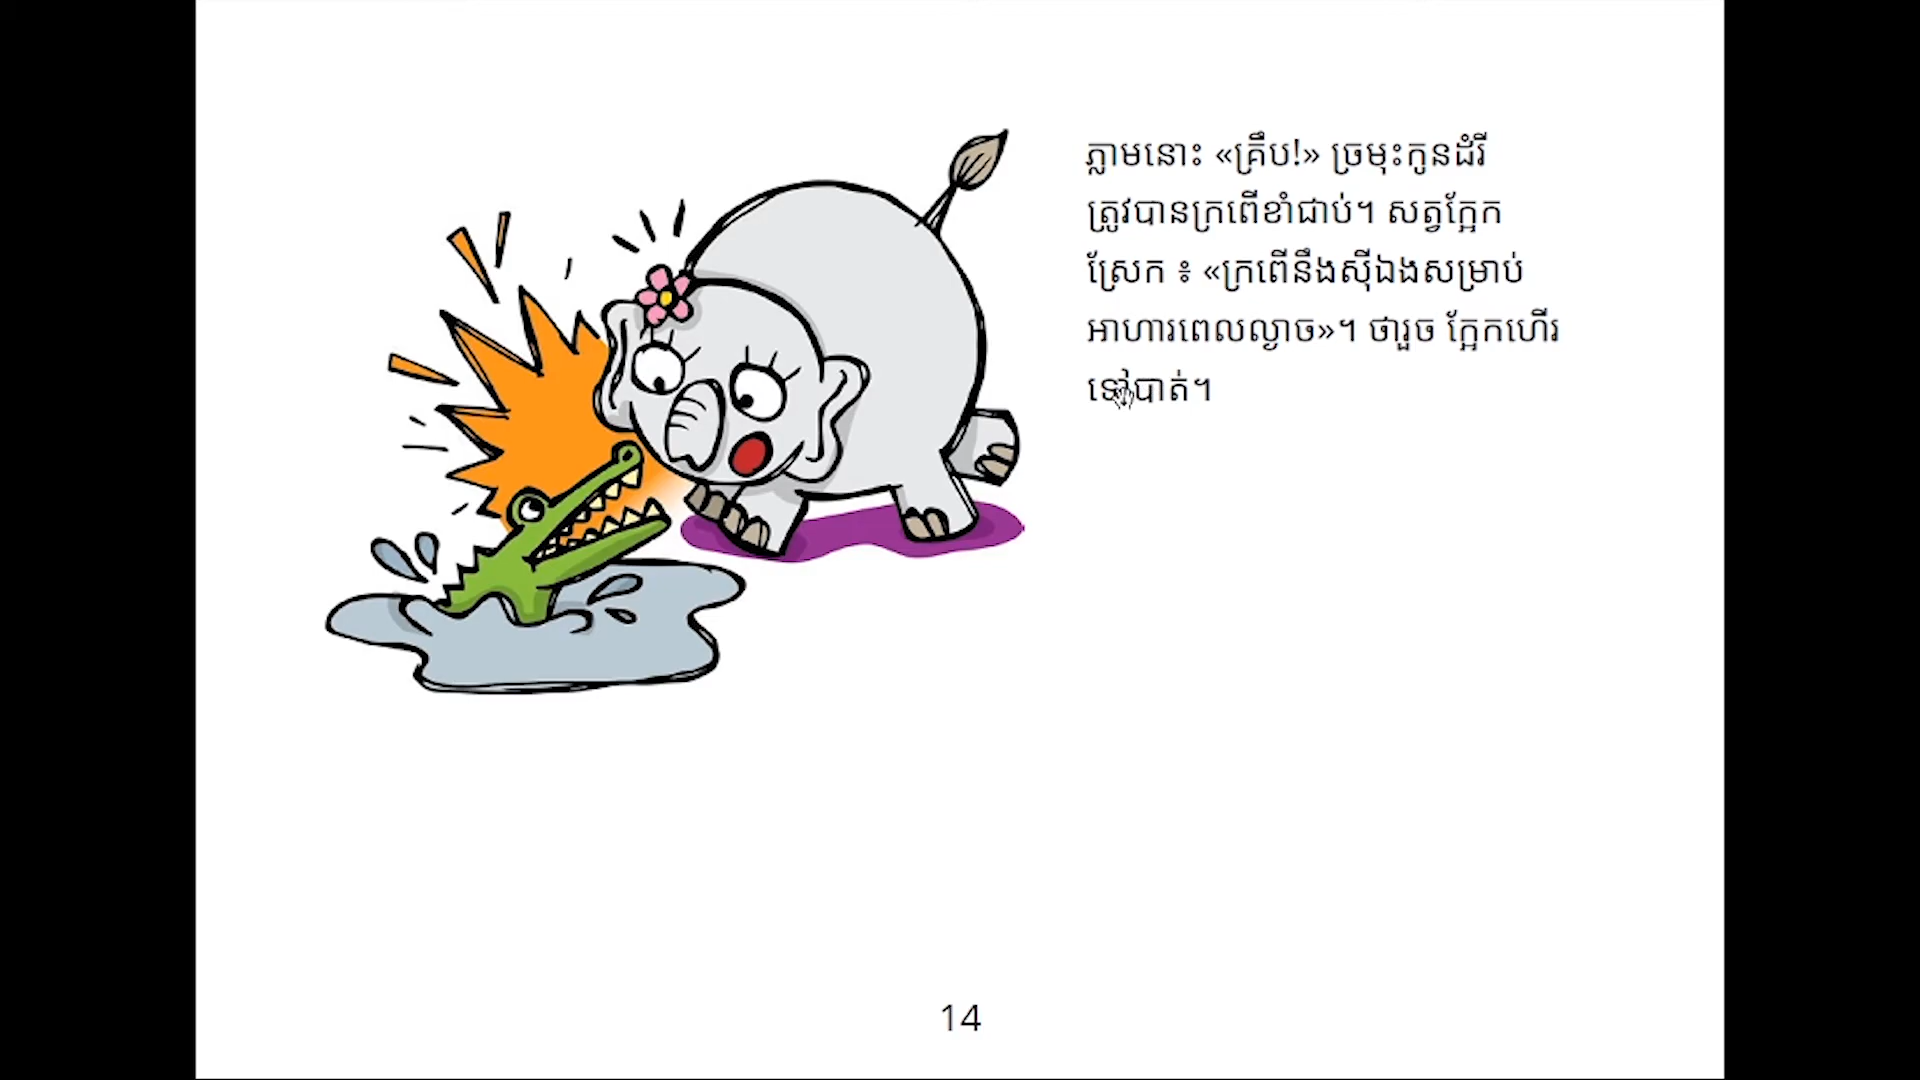 ភ្លាមនោះ «គ្រឹប!» ច្រមុះកូនដំរី
ត្រូវបានក្រពើខាំជាប់។ សត្វក្អែក
ស្រែក ៖ «ក្រពើនឹងស៊ីឯងសម្រាប់
អាហារពេលល្ងាច»។ ថារួច ក្អែកហើរ
ទៅបាត់។
14